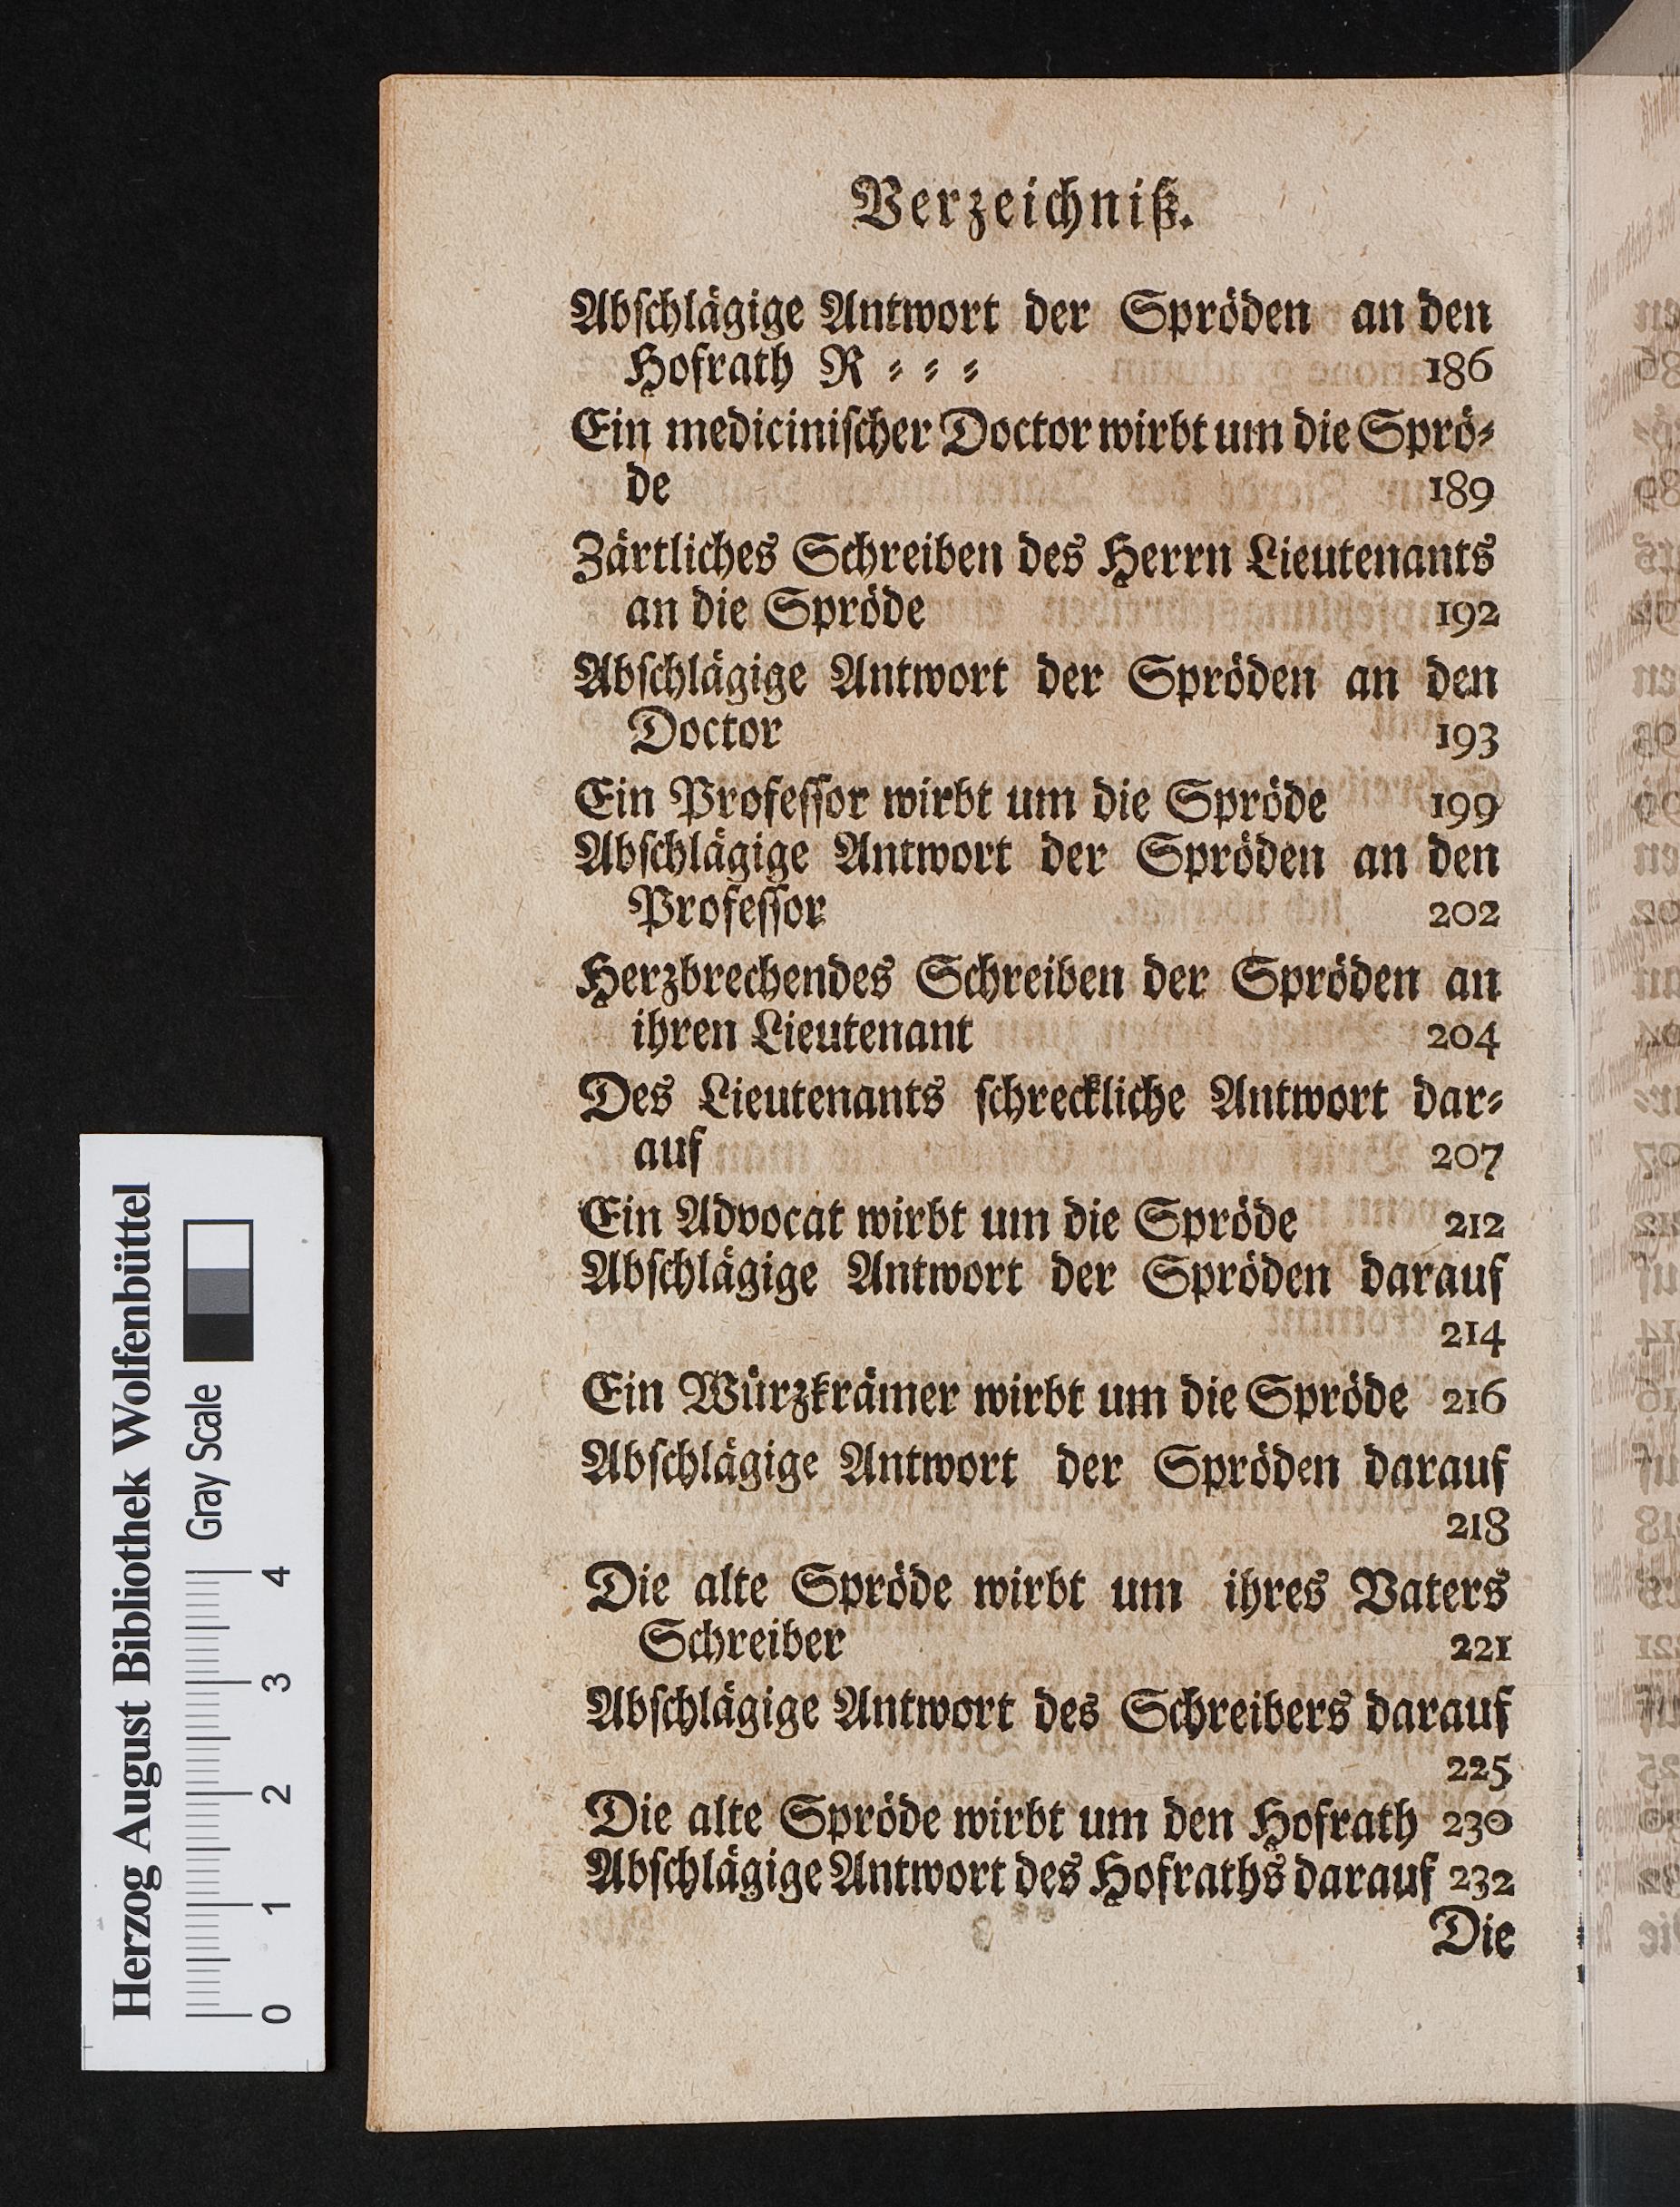 Verzeichniß.
Abſchlägige Antwort der Spröden an den
Hofrath R ⸗ ⸗ ⸗ 186
Ein mediciniſcher Doctor wirbt um die Sprö⸗
de 189
Zärtliches Schreiben des Herrn Lieutenants
an die Spröde 192
Abſchlägige Antwort der Spröden an den
Doctor 193
Ein Profeſſor wirbt um die Spröde 199
Abſchlägige Antwort der Spröden an den
Profeſſor 202
Herzbrechendes Schreiben der Spröden an
ihren Lieutenant 204
Des Lieutenants ſchreckliche Antwort dar⸗
auf 207
Ein Advocat wirbt um die Spröde 212
Abſchlägige Antwort der Spröden darauf
214
Ein Würzkrämer wirbt um die Spröde 216
Abſchlägige Antwort der Spröden darauf
218
Die alte Spröde wirbt um ihres Vaters
Schreiber 221
Abſchlägige Antwort des Schreibers darauf
225
Die alte Spröde wirbt um den Hofrath 230
Abſchlägige Antwort des Hofraths darauf 232
Die
Herzog August Bibliothek Wolfenbüttel
0 1 2 3 4 Gray Scale